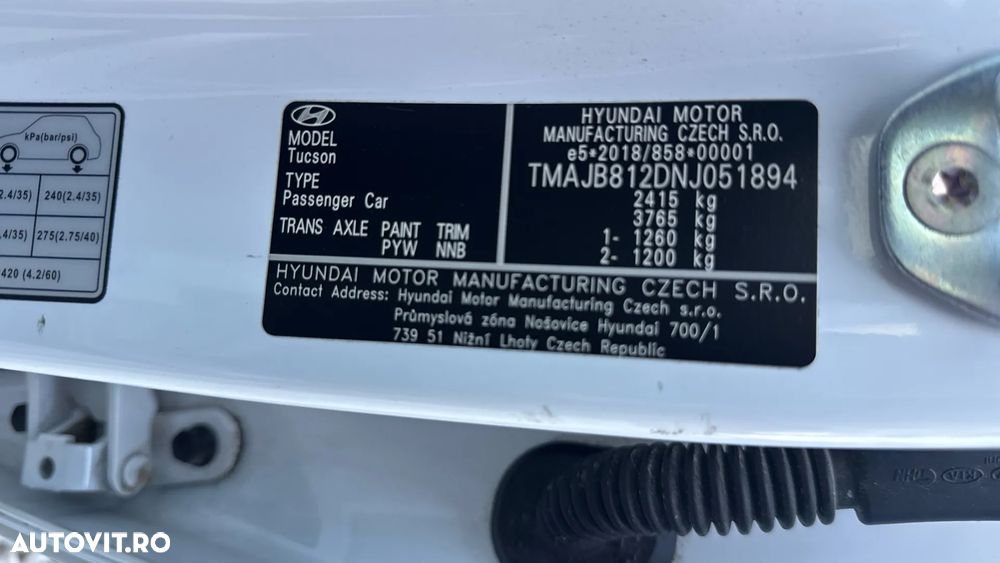 kPa(bar/psi)
2.4/35) 240(2.4/35)
.4/35) 275(2.75/40)
420 (4.2/60)
MODEL
Tucson
TYPE
Passenger Car
TRANS AXLE PAINT TRIM
PYW NNB
HYUNDAI MOTOR
MANUFACTURING CZECH S.R.O.
e5*2018/858*00001
TMAJB812DNJ051894
2415 kg
3765 kg
1- 1260 kg
2- 1200 kg
HYUNDAI MOTOR MANUFACTURING CZECH S.R.O.
Contact Address: Hyundai Motor Manufacturing Czech s.r.o.
Průmyslová zóna Nošovice Hyundai 700/1
739 51 Nižní Lhoty Czech Republic
KIA
AUTOVIT.RO